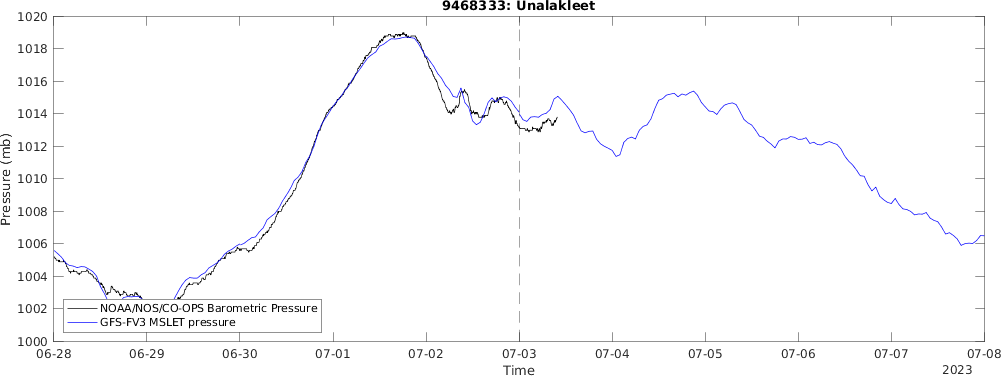 9468333: Unalakleet
Pressure (mb)
1020
1018
1016
1014
1012
1010
1008
1006
1004
1002
1000
NOAA/NOS/CO-OPS Barometric Pressure
GFS-FV3 MSLET pressure
06-28 06-29 06-30 07-01 07-02 07-03 07-04 07-05 07-06 07-07 07-08
Time
2023